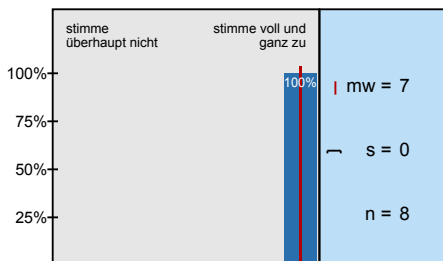 stimme
überhaupt nicht
stimme voll und
ganz zu
100%
75%
50%
25%
100%
mw = 7
s = 0
n = 8